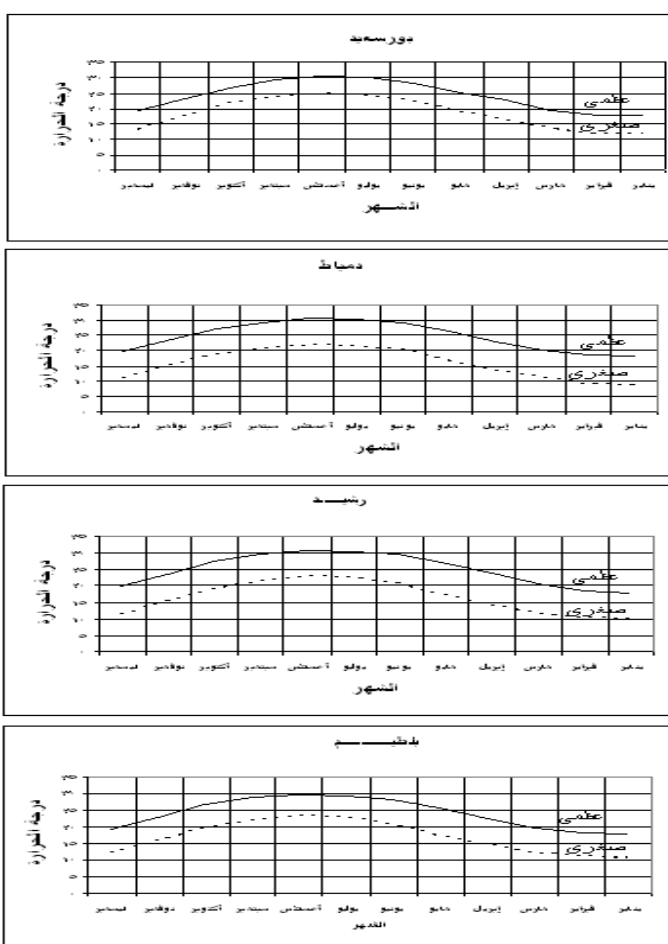 بورسعيد
درجة الحرارة
عظمى
صغرى
ديسمبر نوفمبر أكتوبر سبتمبر أغسطس يوليو يونيو مايو إبريل مارس فبراير يناير
الشهر
دمياط
درجة الحرارة
عظمى
صغرى
ديسمبر نوفمبر أكتوبر سبتمبر أغسطس يوليو يونيو مايو إبريل مارس فبراير يناير
الشهر
رشيد
درجة الحرارة
عظمى
صغرى
ديسمبر نوفمبر أكتوبر سبتمبر أغسطس يوليو يونيو مايو إبريل مارس فبراير يناير
الشهر
بلطيم
درجة الحرارة
عظمى
صغرى
ديسمبر نوفمبر أكتوبر سبتمبر أغسطس يوليو يونيو مايو إبريل مارس فبراير يناير
الشهر